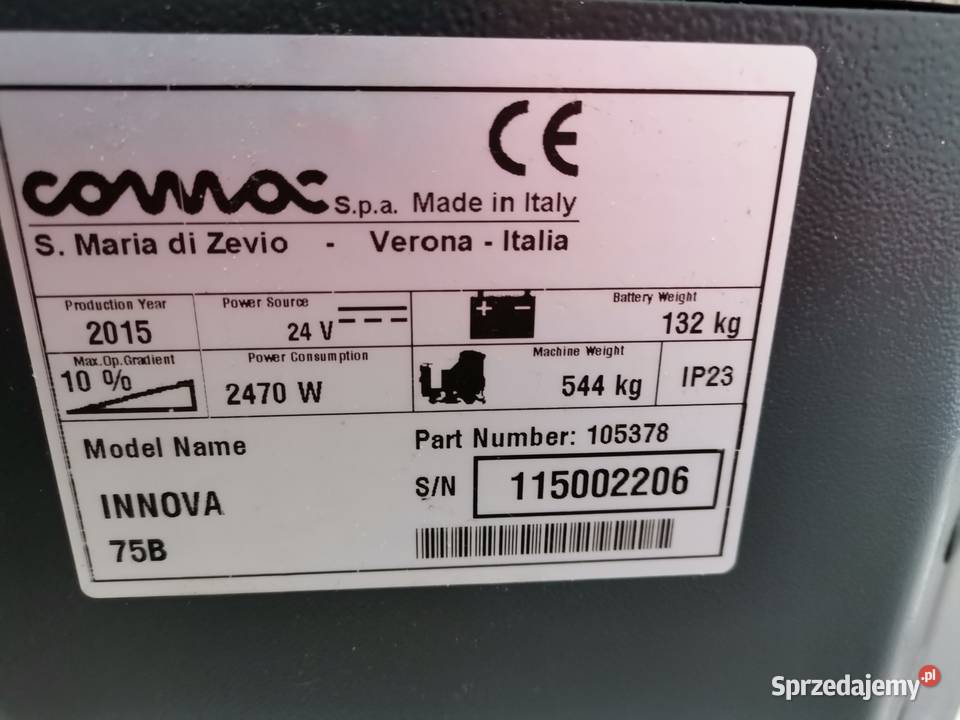 CE
comac S.p.a. Made in Italy
S. Maria di Zevio - Verona - Italia
Production Year
2015
Power Source
24 V
+ -
Battery Weight
132 kg
Max.Op.Gradient
10 %
Power Consumption
2470 W
Machine Weight
544 kg
IP23
Model Name
INNOVA
75B
Part Number: 105378
S/N 115002206
Sprzedajemy.pl